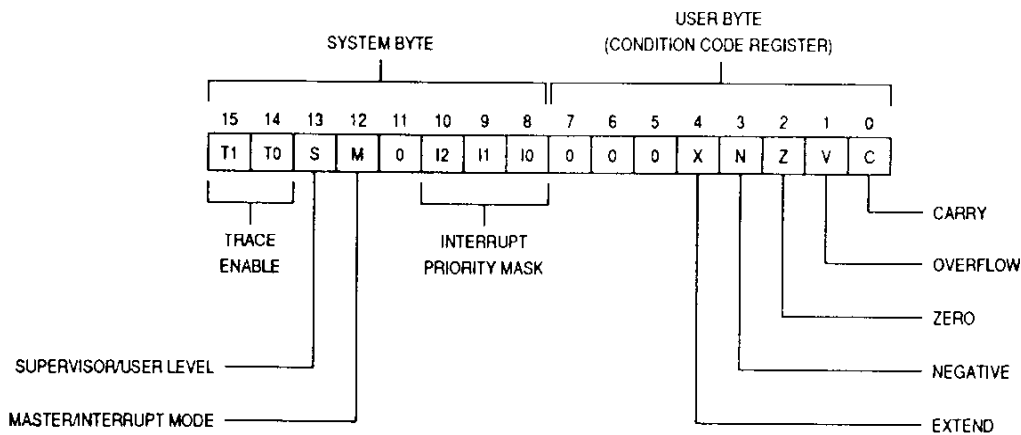 USER BYTE
SYSTEM BYTE (CONDITION CODE REGISTER)
15 14 13 12 11 10 9 8 7 6 5 4 3 2 1 0
T1 T0 S M 0 I2 I1 I0 0 0 0 X N Z V C
TRACE
ENABLE
INTERRUPT
PRIORITY MASK
CARRY
OVERFLOW
ZERO
SUPERVISOR/USER LEVEL
NEGATIVE
MASTER/INTERRUPT MODE
EXTEND